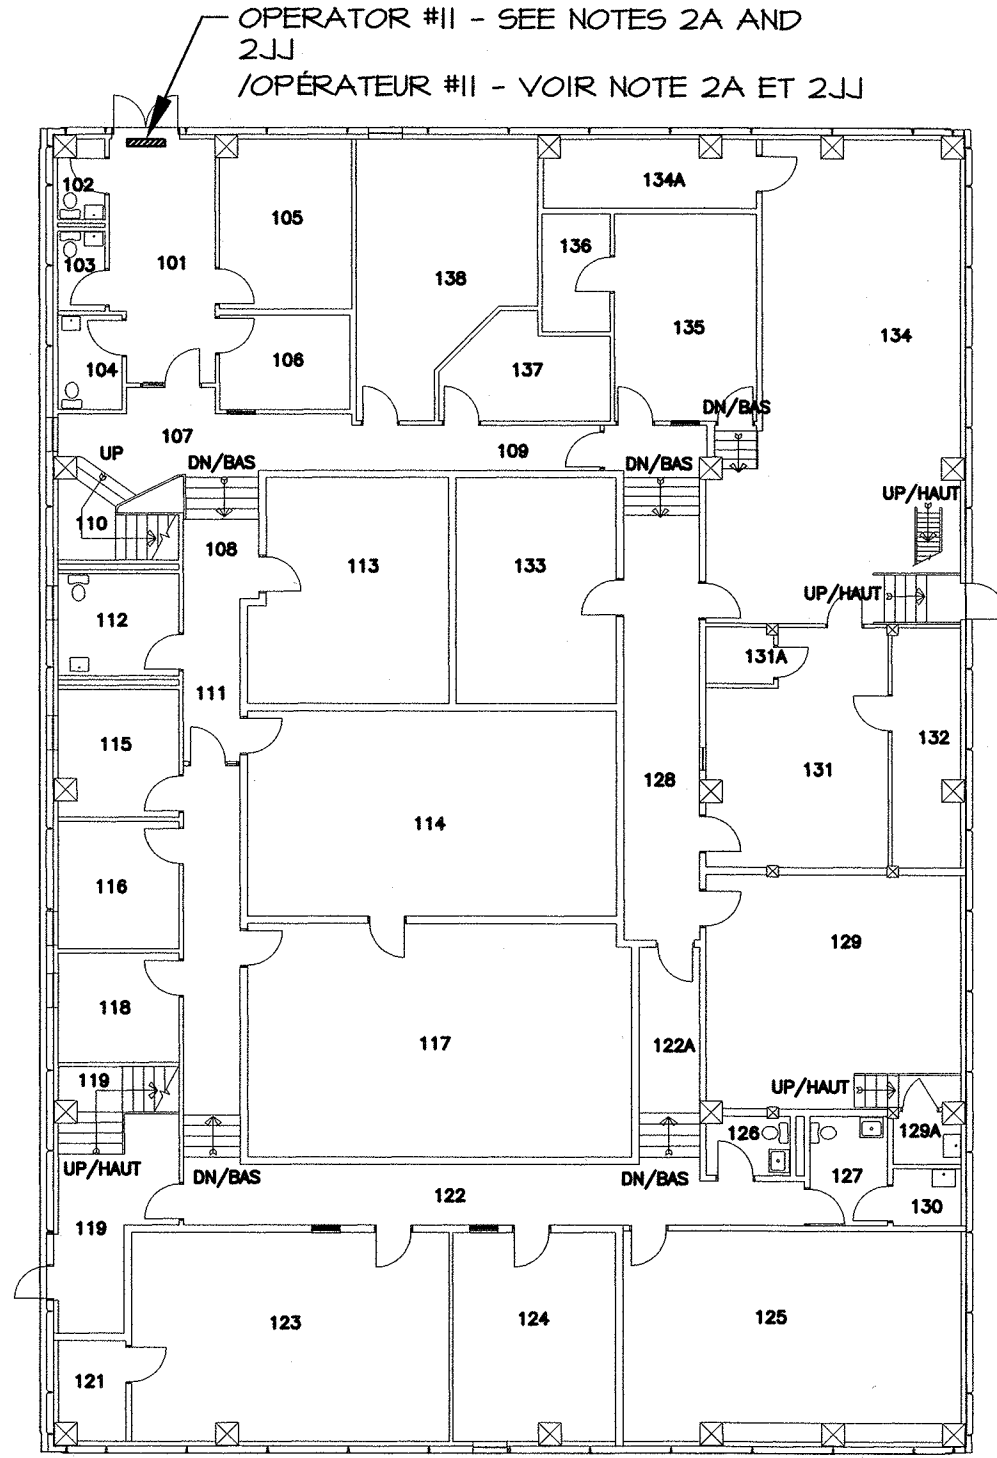 OPERATOR #11 - SEE NOTES 2A AND
2JJ
/OPÉRATEUR #11 - VOIR NOTE 2A ET 2JJ
102
134A
105
136
103
101
138
135
134
104
106
137
DN/BAS
107
UP
109
DN/BAS
DN/BAS
UP/HAUT
110
108
113
133
UP/HAUT
112
131A
111
115
132
131
128
114
116
129
118
117
122A
119
UP/HAUT
126
129A
UP/HAUT
DN/BAS
127
DN/BAS
122
130
119
123
124
125
121